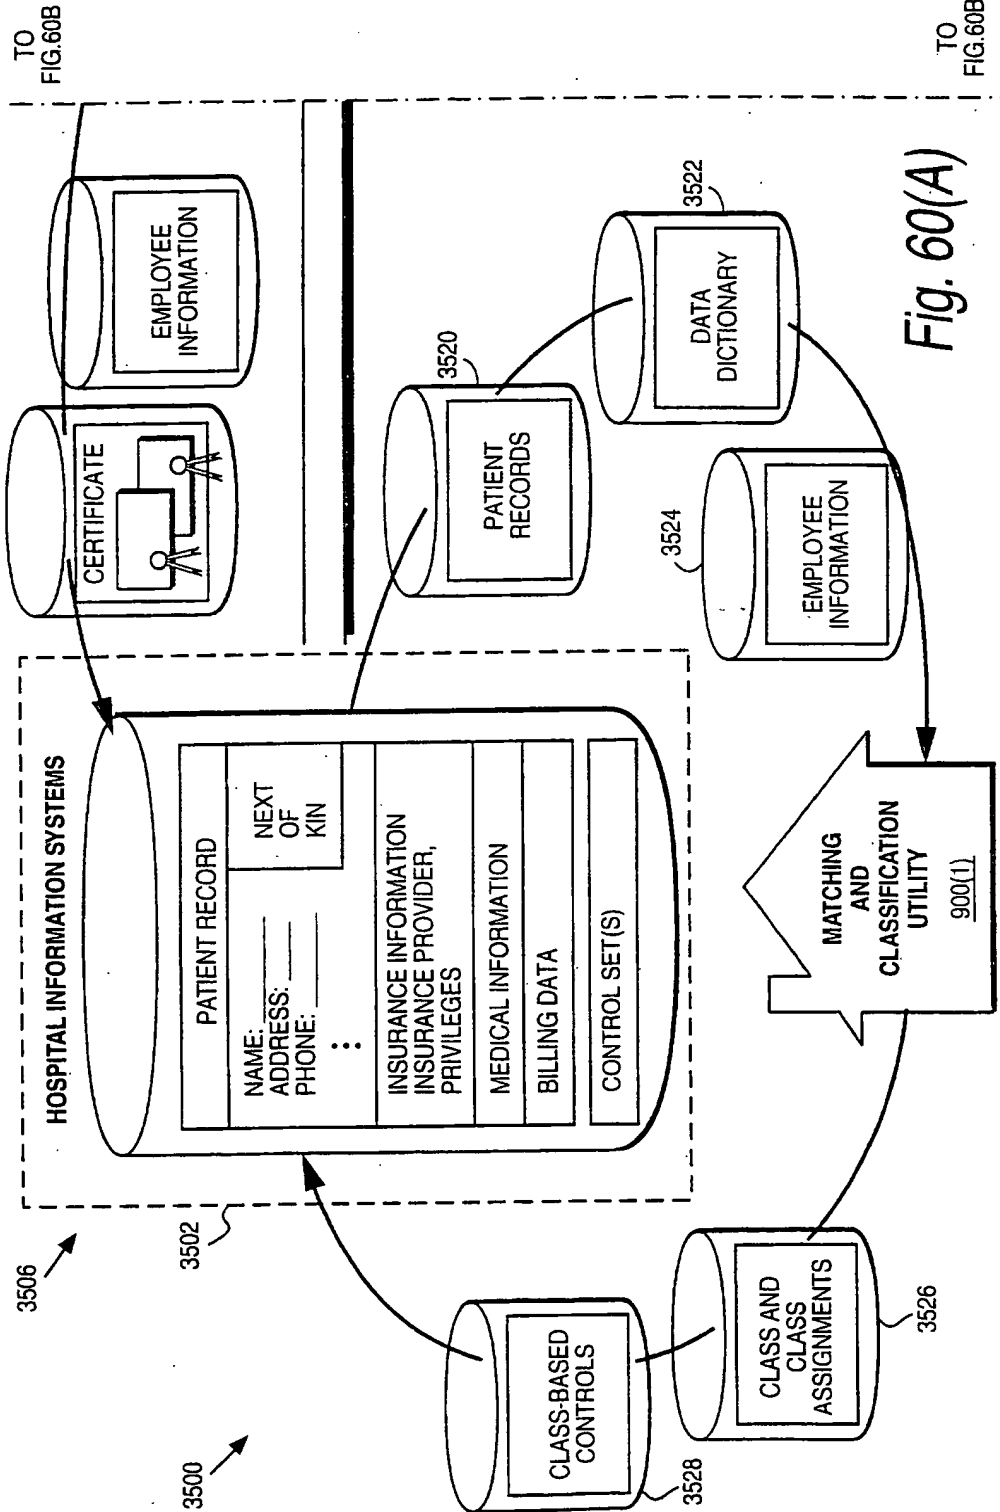 3506
3500
3502
HOSPITAL INFORMATION SYSTEMS
PATIENT RECORD
NAME:
ADDRESS:
PHONE:
NEXT
OF
KIN
INSURANCE INFORMATION
INSURANCE PROVIDER,
PRIVILEGES
MEDICAL INFORMATION
BILLING DATA
CONTROL SET(S)
CERTIFICATE
EMPLOYEE
INFORMATION
TO
FIG.60B
3520
PATIENT
RECORDS
3522
DATA
DICTIONARY
3524
EMPLOYEE
INFORMATION
CLASS-BASED
CONTROLS
3528
CLASS AND
CLASS
ASSIGNMENTS
3526
MATCHING
AND
CLASSIFICATION
UTILITY
900(1)
Fig. 60(A)
TO
FIG.60B